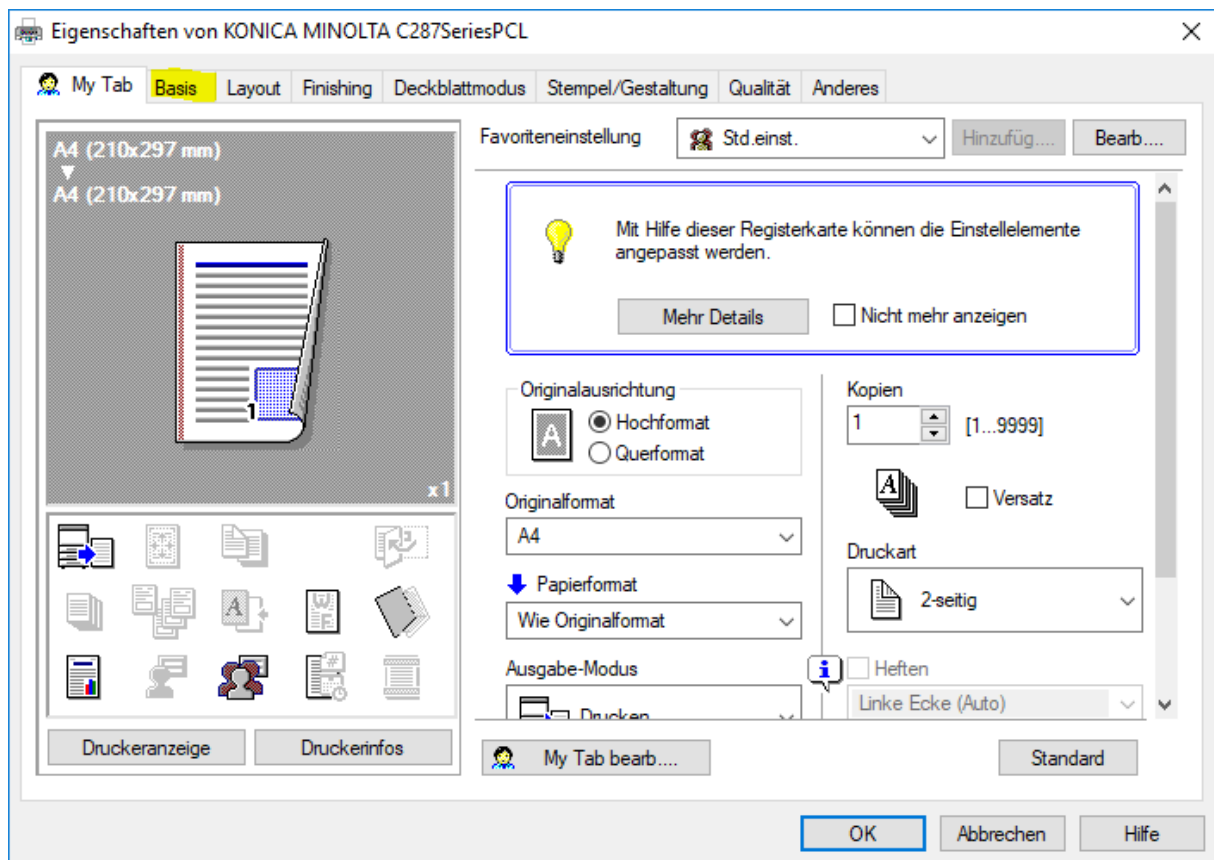 Eigenschaften von KONICA MINOLTA C287SeriesPCL
My Tab Basis Layout Finishing Deckblattmodus Stempel/Gestaltung Qualität Anderes
A4 (210x297 mm)
A4 (210x297 mm)
1
x1
Druckeranzeige Druckerinfos
Favoriteneinstellung Std.einst. Hinzufüg.... Bearb....
Mit Hilfe dieser Registerkarte können die Einstellelemente
angepasst werden.
Mehr Details Nicht mehr anzeigen
Originalausrichtung
A Hochformat
Querformat
Originalformat
A4
Papierformat
Wie Originalformat
Ausgabe-Modus
Drucken
Kopien
1 [1...9999]
A Versatz
Druckart
2-seitig
Heften
Linke Ecke (Auto)
My Tab bearb.... Standard
OK Abbrechen Hilfe